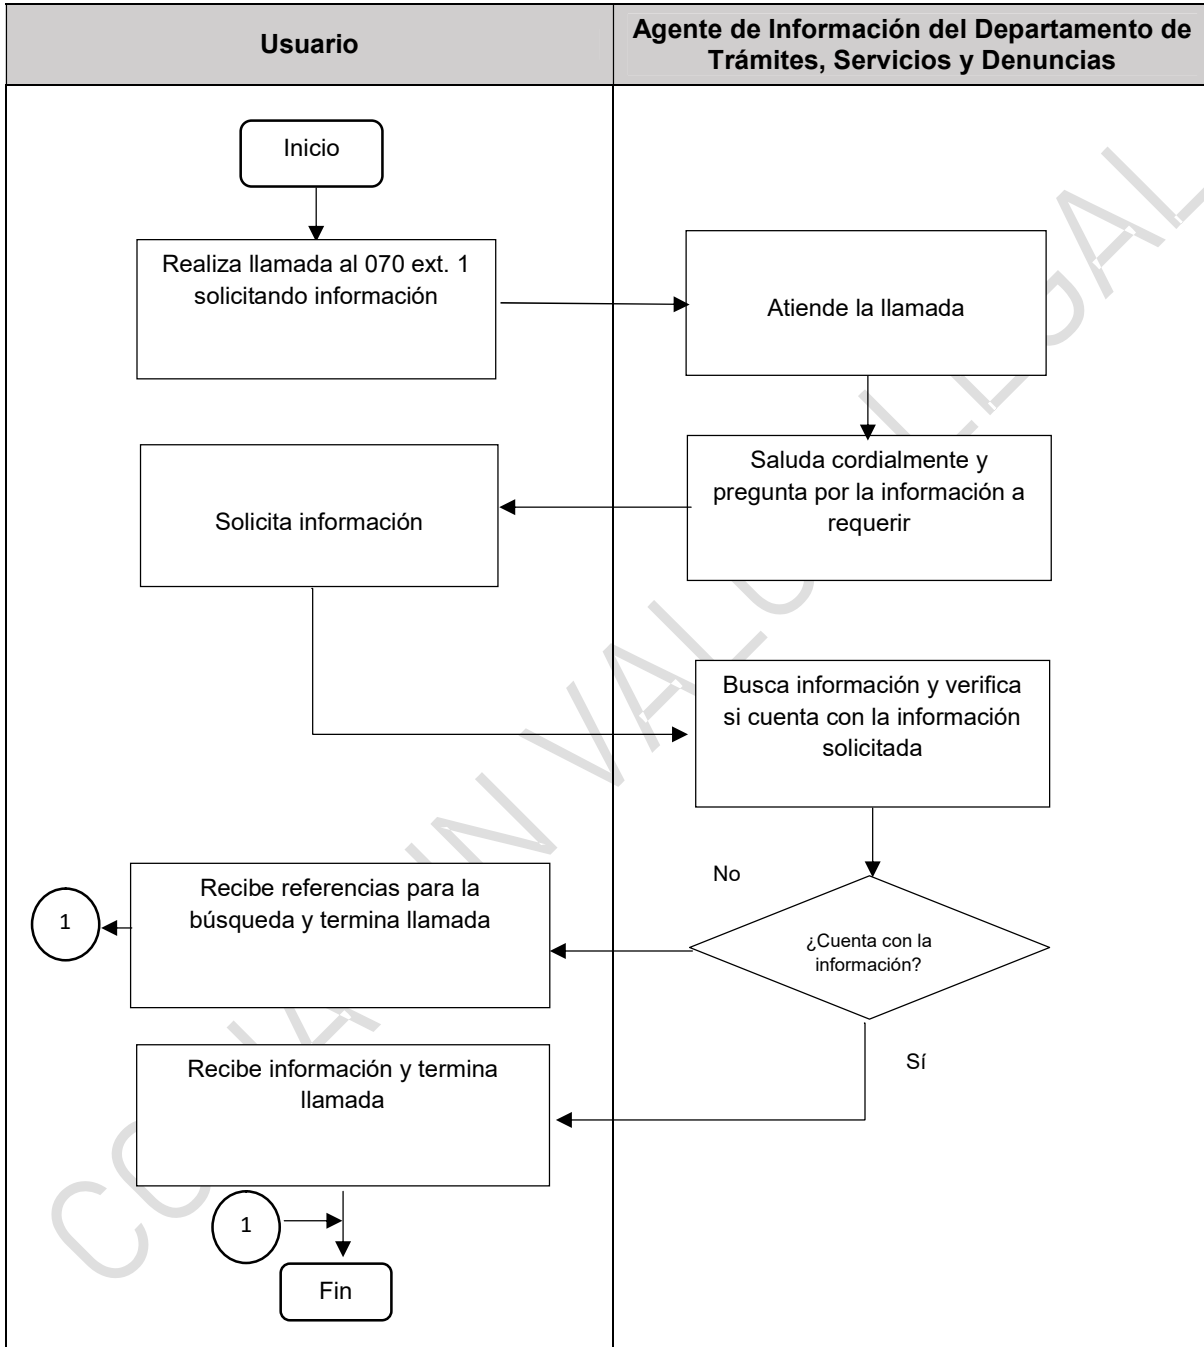 Usuario
Agente de Información del Departamento de
Trámites, Servicios y Denuncias
Inicio
Realiza llamada al 070 ext. 1
solicitando información
Atiende la llamada
Saluda cordialmente y
pregunta por la información a
requerir
Solicita información
Busca información y verifica
si cuenta con la información
solicitada
No
Recibe referencias para la
búsqueda y termina llamada
1
¿Cuenta con la
información?
Sí
Recibe información y termina
llamada
1
Fin